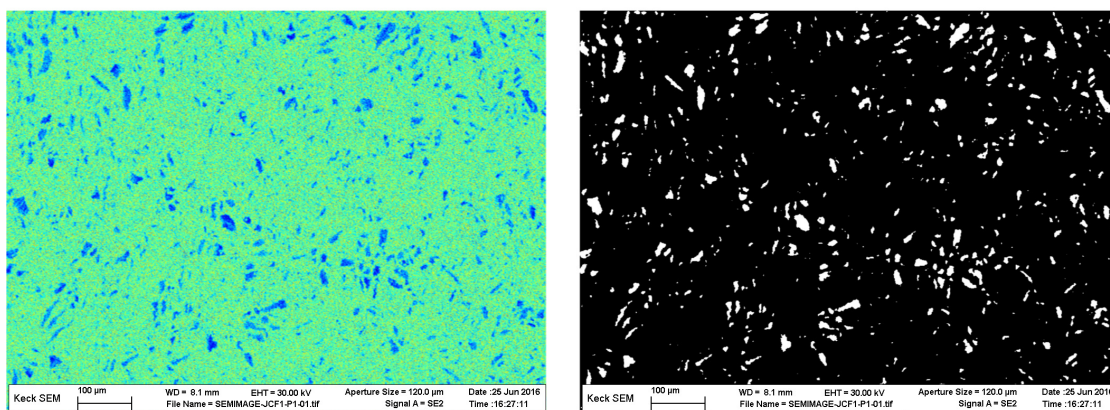 Keck SEM
100 µm
WD = 8.1 mm EHT = 30.00 kV Aperture Size = 120.0 µm Date :25 Jun 2016
File Name = SEMIMAGE-JCF1-P1-01.tif Signal A = SE2 Time :16:27:11
Keck SEM
100 µm
WD = 8.1 mm EHT = 30.00 kV Aperture Size = 120.0 µm Date :25 Jun 2016
File Name = SEMIMAGE-JCF1-P1-01.tif Signal A = SE2 Time :16:27:11